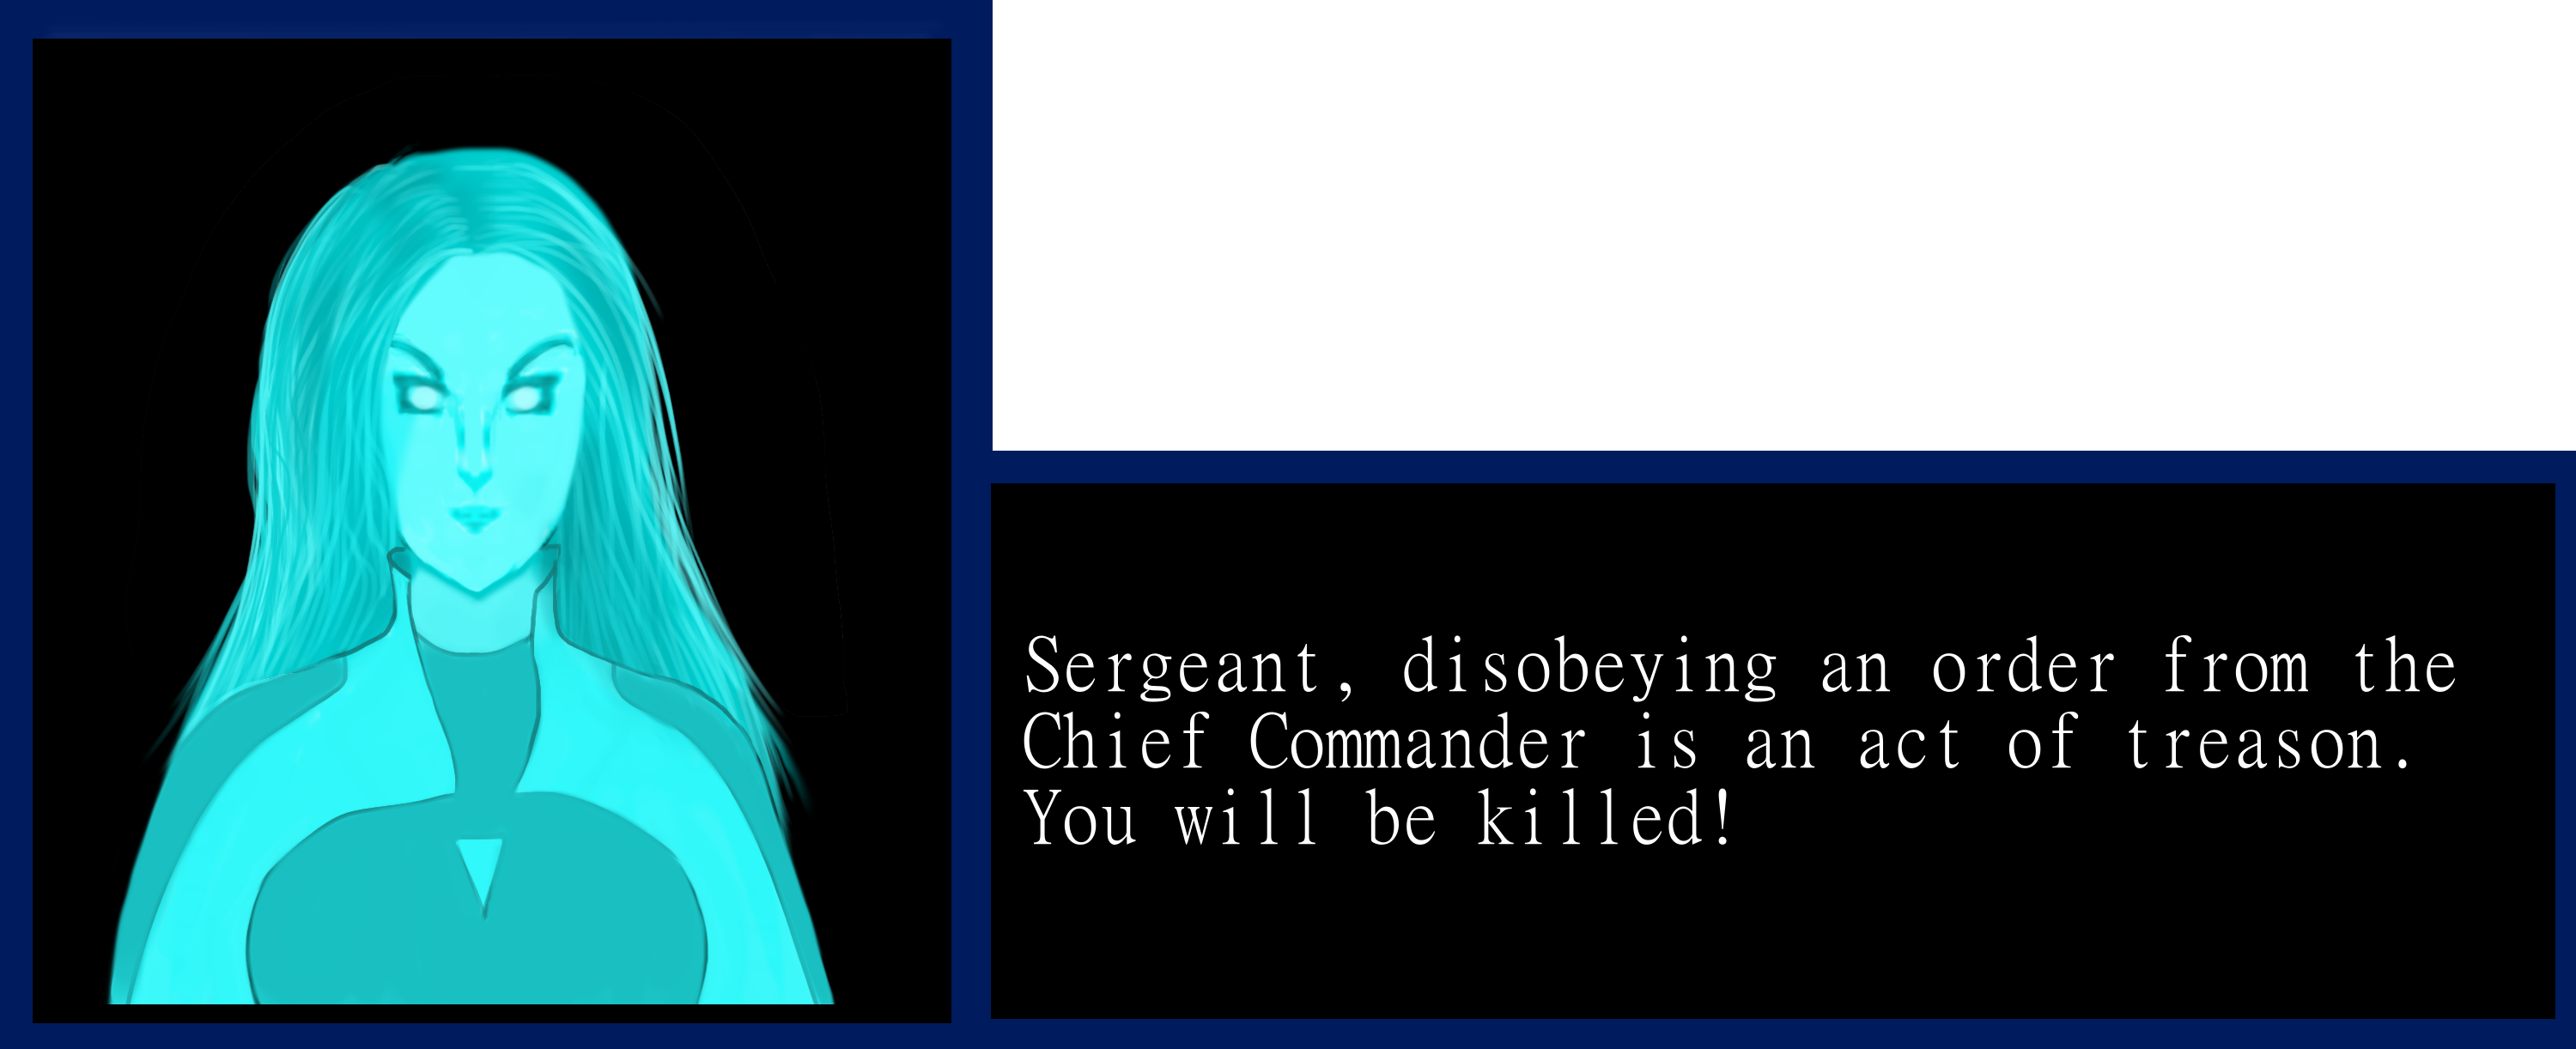 Sergeant, disobeying an order from the
Chief Commander is an act of treason.
You will be killed!